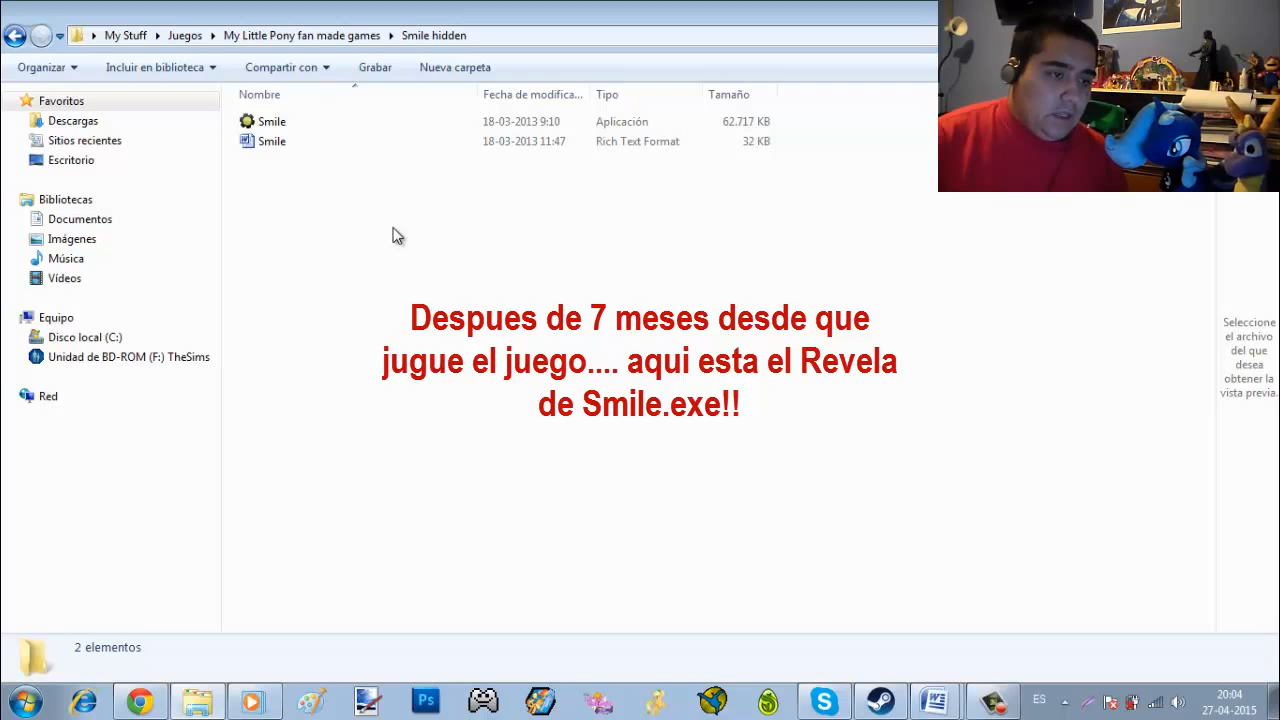 My Stuff Juegos My Little Pony fan made games Smile hidden
Organizar Incluir en biblioteca Compartir con Grabar Nueva carpeta
Favoritos
Descargas
Sitios recientes
Escritorio
Bibliotecas
Documentos
Imágenes
Música
Vídeos
Equipo
Disco local (C:)
Unidad de BD-ROM (F:) TheSims
Red
Nombre Fecha de modifica... Tipo Tamaño
Smile 18-03-2013 9:10 Aplicación 62.717 KB
Smile 18-03-2013 11:47 Rich Text Format 32 KB
Despues de 7 meses desde que
jugue el juego.... aqui esta el Revela
de Smile.exe!!
Seleccione
el archivo
del que
desea
obtener la
vista previa.
2 elementos
Ps
ES
20:04
27-04-2015